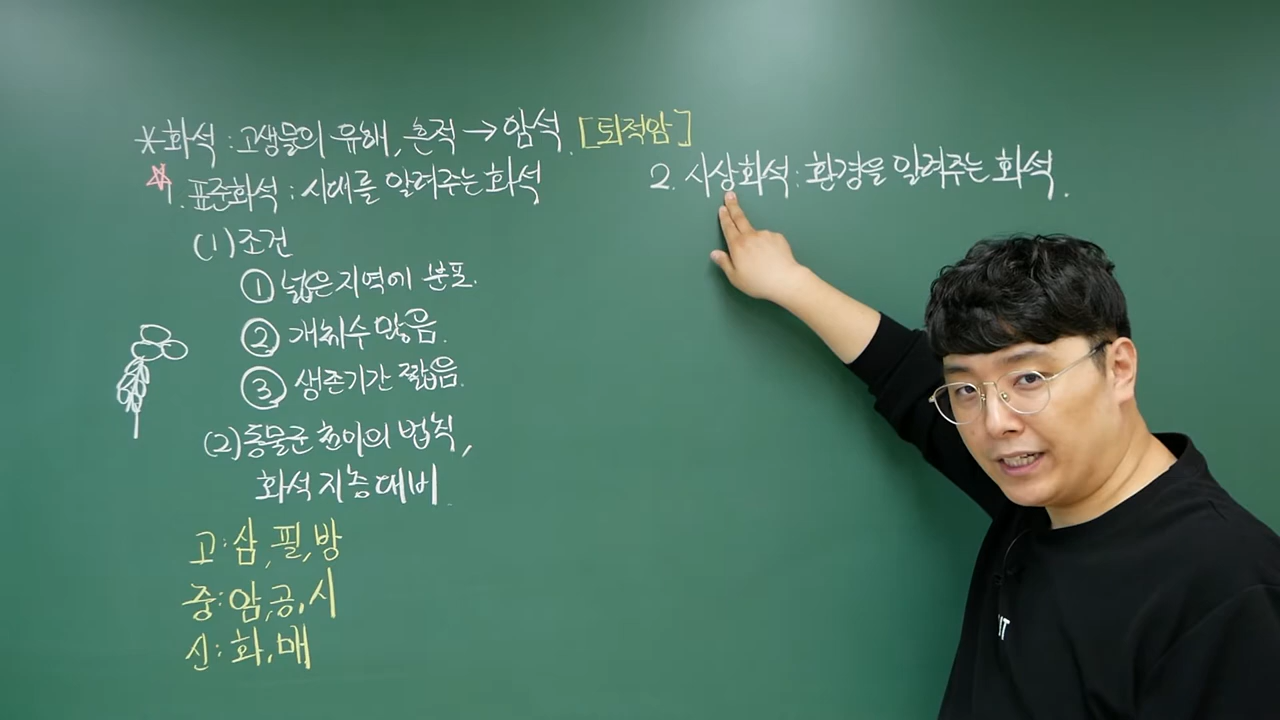 *화석 : 고생물의 유해, 흔적 → 암석. [퇴적암]
☆1. 표준화석 : 시대를 알려주는 화석
(1) 조건
① 넓은 지역에 분포.
② 개체수 많음.
③ 생존기간 짧음.
(2) 동물군 천이의 법칙,
화석 지층 대비.
고 : 삼, 필, 방
중 : 암, 공, 시
신 : 화, 매
2. 시상화석 : 환경을 알려주는 화석.